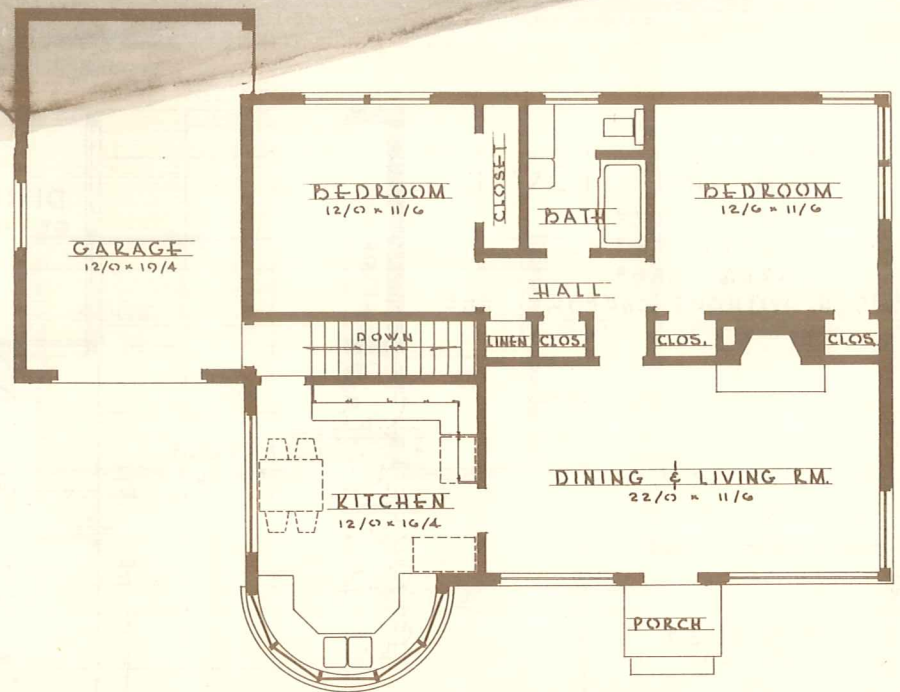 BEDROOM
12/0 x 11/6
CLOSET
BATH
BEDROOM
12/6 x 11/6
GARAGE
12/0 x 19/4
HALL
DOWN
LINEN
CLOS.
CLOS.
CLOS.
DINING & LIVING RM.
22/0 x 11/6
KITCHEN
12/0 x 16/4
PORCH